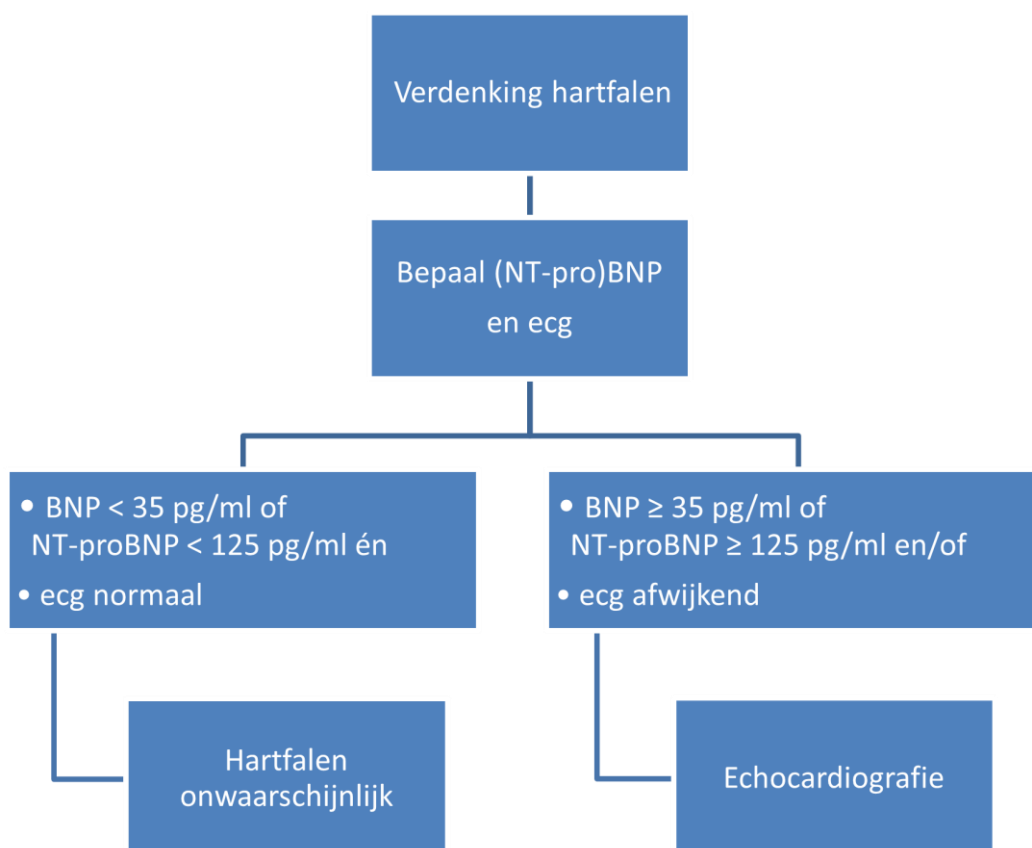 Verdenking hartfalen
Bepaal (NT-pro)BNP
en ecg
• BNP < 35 pg/ml of
NT-proBNP < 125 pg/ml én
• ecg normaal
• BNP ≥ 35 pg/ml of
NT-proBNP ≥ 125 pg/ml en/of
• ecg afwijkend
Hartfalen
onwaarschijnlijk
Echocardiografie